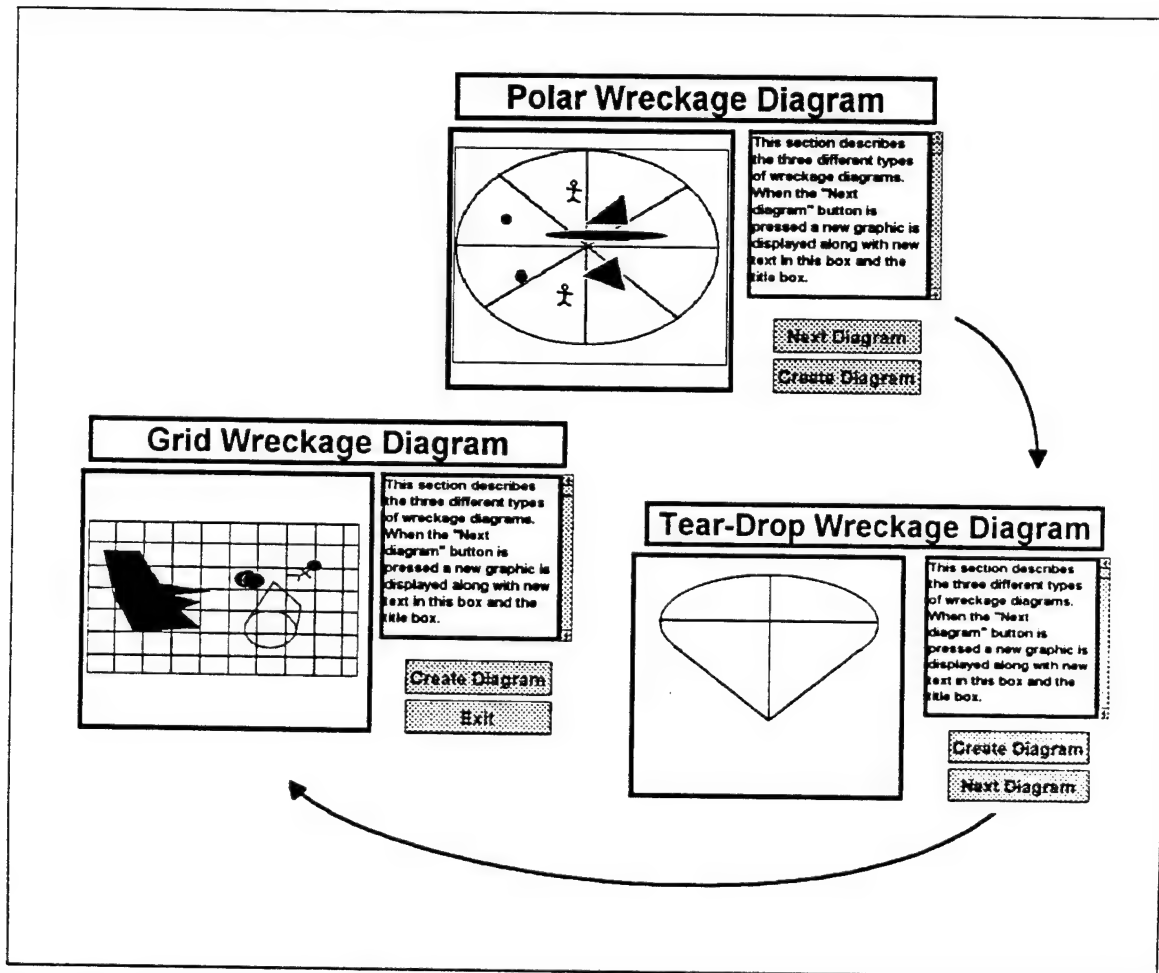 Polar Wreckage Diagram
This section describes
the three different types
of wreckage diagrams.
When the "Next
diagram" button is
pressed a new graphic is
displayed along with new
text in this box and the
title box.
Next Diagram
Create Diagram
Grid Wreckage Diagram
This section describes
the three different types
of wreckage diagrams.
When the "Next
diagram" button is
pressed a new graphic is
displayed along with new
text in this box and the
title box.
Create Diagram
Exit
Tear-Drop Wreckage Diagram
This section describes
the three different types
of wreckage diagrams.
When the "Next
diagram" button is
pressed a new graphic is
displayed along with new
text in this box and the
title box.
Create Diagram
Next Diagram